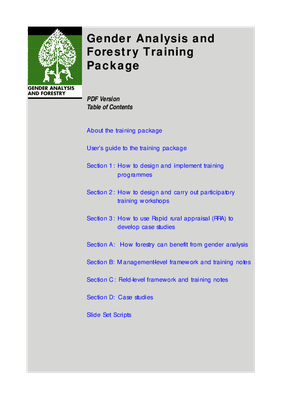 GENDER ANALYSIS
AND FORESTRY
Gender Analysis and
Forestry Training
Package
PDF Version
Table of Contents
About the training package
User's guide to the training package
Section 1: How to design and implement training
programmes
Section 2: How to design and carry out participatory
training workshops
Section 3: How to use Rapid rural appraisal (RRA) to
develop case studies
Section A: How forestry can benefit from gender analysis
Section B: Management-level framework and training notes
Section C: Field-level framework and training notes
Section D: Case studies
Slide Set Scripts